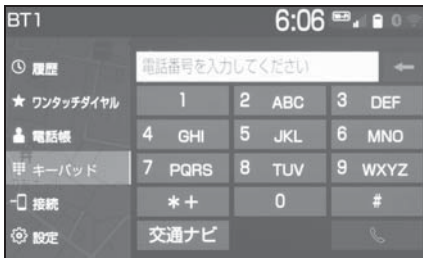 BT1 6:06 0
履歴
電話番号を入力してください
ワンタッチダイヤル
1 2 ABC 3 DEF
電話帳
4 GHI 5 JKL 6 MNO
キーパッド
7 PQRS 8 TUV 9 WXYZ
接続
*+ 0 #
設定
交通ナビ